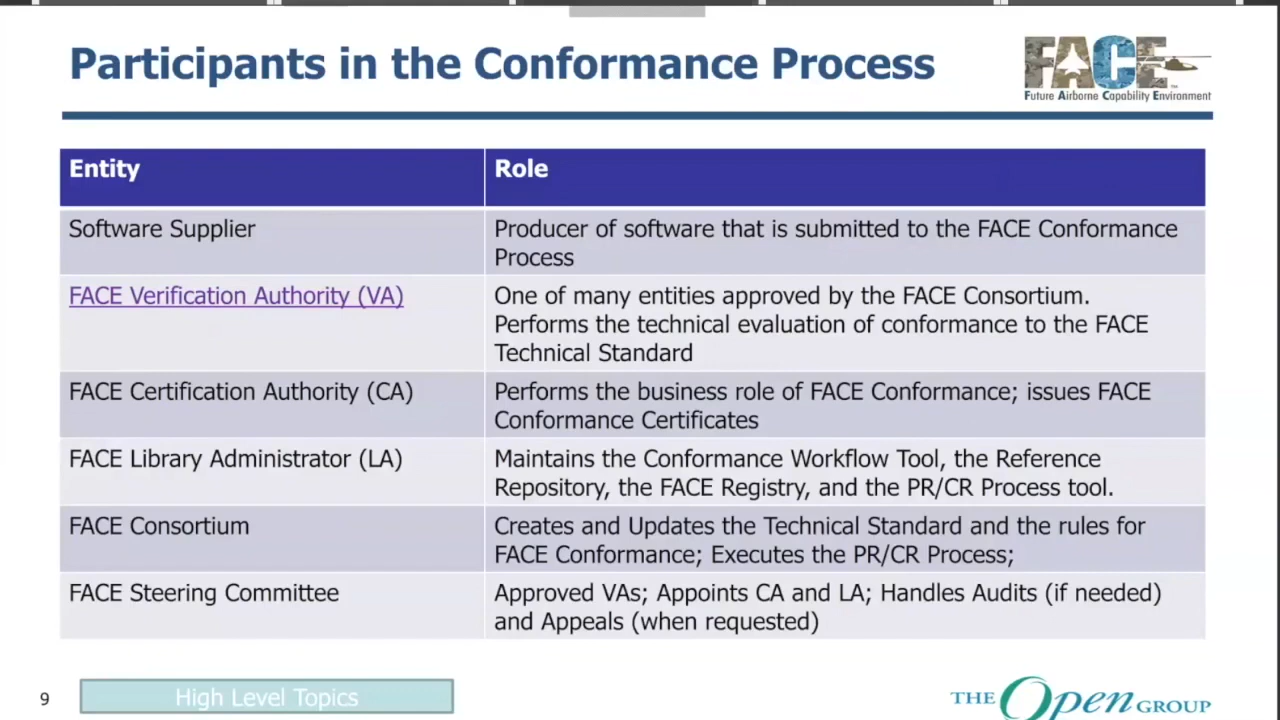 Participants in the Conformance Process
FACE
Future Airborne Capability Environment
Entity
Role
Software Supplier
Producer of software that is submitted to the FACE Conformance
Process
FACE Verification Authority (VA)
One of many entities approved by the FACE Consortium.
Performs the technical evaluation of conformance to the FACE
Technical Standard
FACE Certification Authority (CA)
Performs the business role of FACE Conformance; issues FACE
Conformance Certificates
FACE Library Administrator (LA)
Maintains the Conformance Workflow Tool, the Reference
Repository, the FACE Registry, and the PR/CR Process tool.
FACE Consortium
Creates and Updates the Technical Standard and the rules for
FACE Conformance; Executes the PR/CR Process;
FACE Steering Committee
Approved VAs; Appoints CA and LA; Handles Audits (if needed)
and Appeals (when requested)
9
High Level Topics
THE Open GROUP